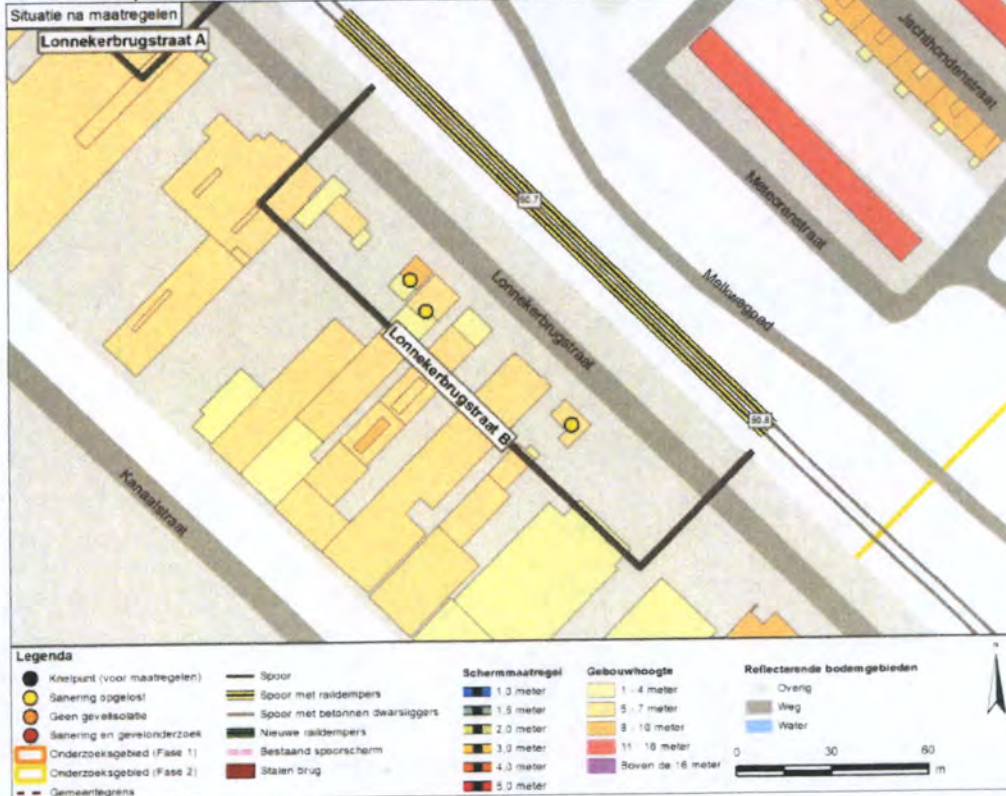 Situatie na maatregelen
Lonnekerbrugstraat A
Jachthondenstraat
50.7
Meteorenstraat
Melkwegpad
Lonnekerbrugstraat
Lonnekerbrugstraat B
50.8
Kanaalstraat
Legenda
Knelpunt (voor maatregelen)
Sanering opgelost
Geen gevelisolatie
Sanering en gevelonderzoek
Onderzoeksgebied (Fase 1)
Onderzoeksgebied (Fase 2)
Gemeentegrens
Spoor
Spoor met raildempers
Spoor met betonnen dwarsliggers
Nieuwe raildempers
Bestaand spoorscherm
Stalen brug
Schermmaatregel
1,0 meter
1,5 meter
2,0 meter
3,0 meter
4,0 meter
5,0 meter
Gebouwhoogte
1 - 4 meter
5 - 7 meter
8 - 10 meter
11 - 16 meter
Boven de 16 meter
Reflecterende bodemgebieden
Overig
Weg
Water
N
0 30 60
m